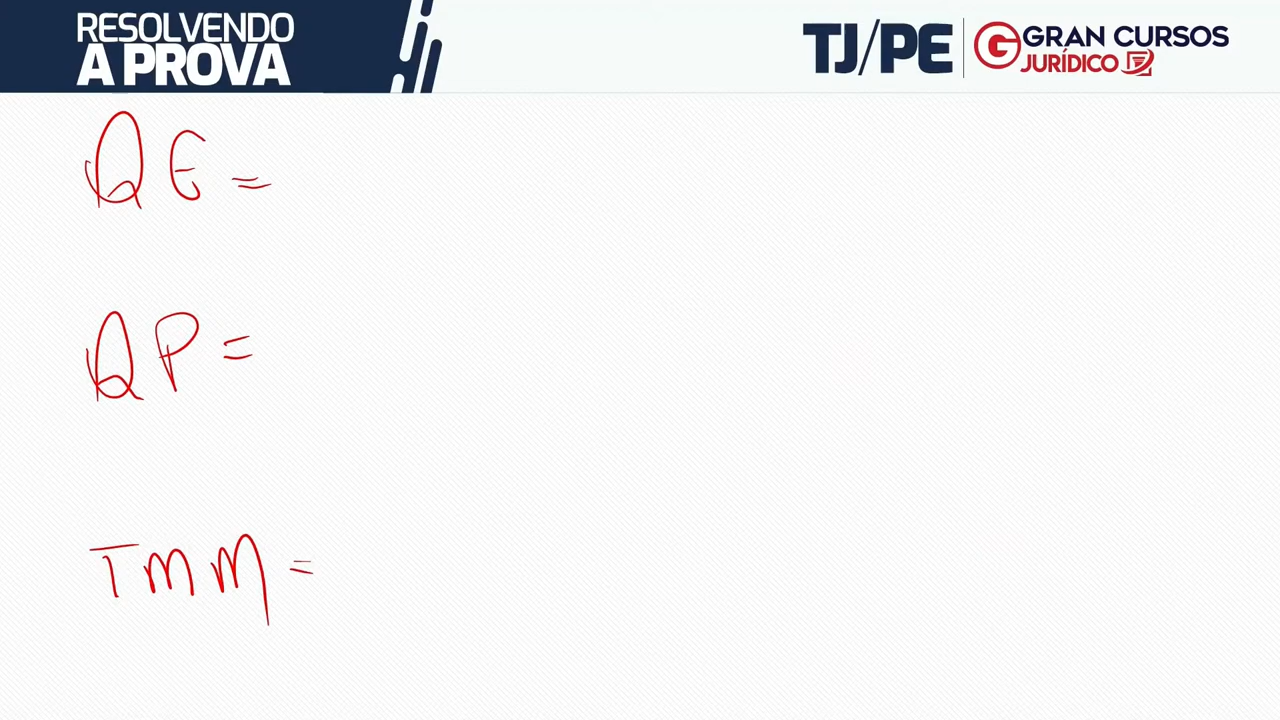 RESOLVENDO
A PROVA
TJ/PE
GRAN CURSOS
JURÍDICO
QE =
QP =
TMM =